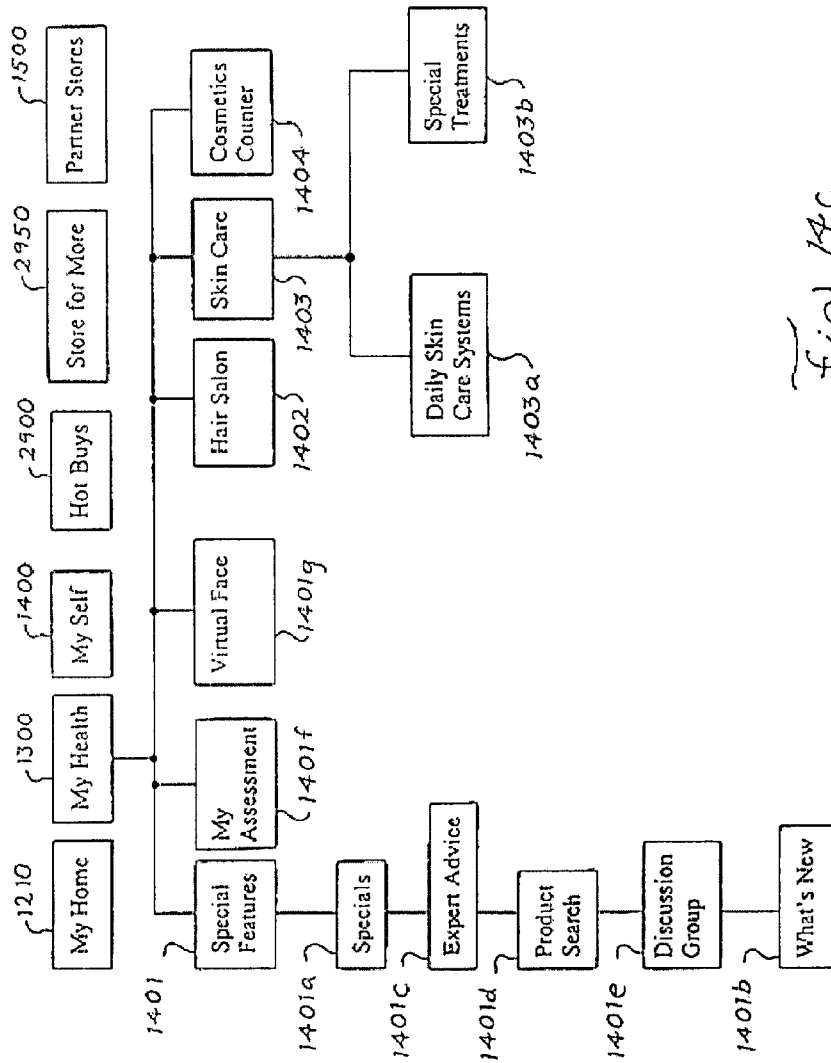 1210
1300
1400
2900
2950
1500
My Home
My Health
My Self
Hot Buys
Store for More
Partner Stores
1401
Special
Features
My
Assessment
1401f
Virtual Face
1401g
Hair Salon
1402
Skin Care
1403
Cosmetics
Counter
1404
1401a
Specials
1401c
Expert Advice
1401d
Product
Search
1401e
Discussion
Group
1401b
What's New
Daily Skin
Care Systems
1403a
Special
Treatments
1403b
Fig. 14c